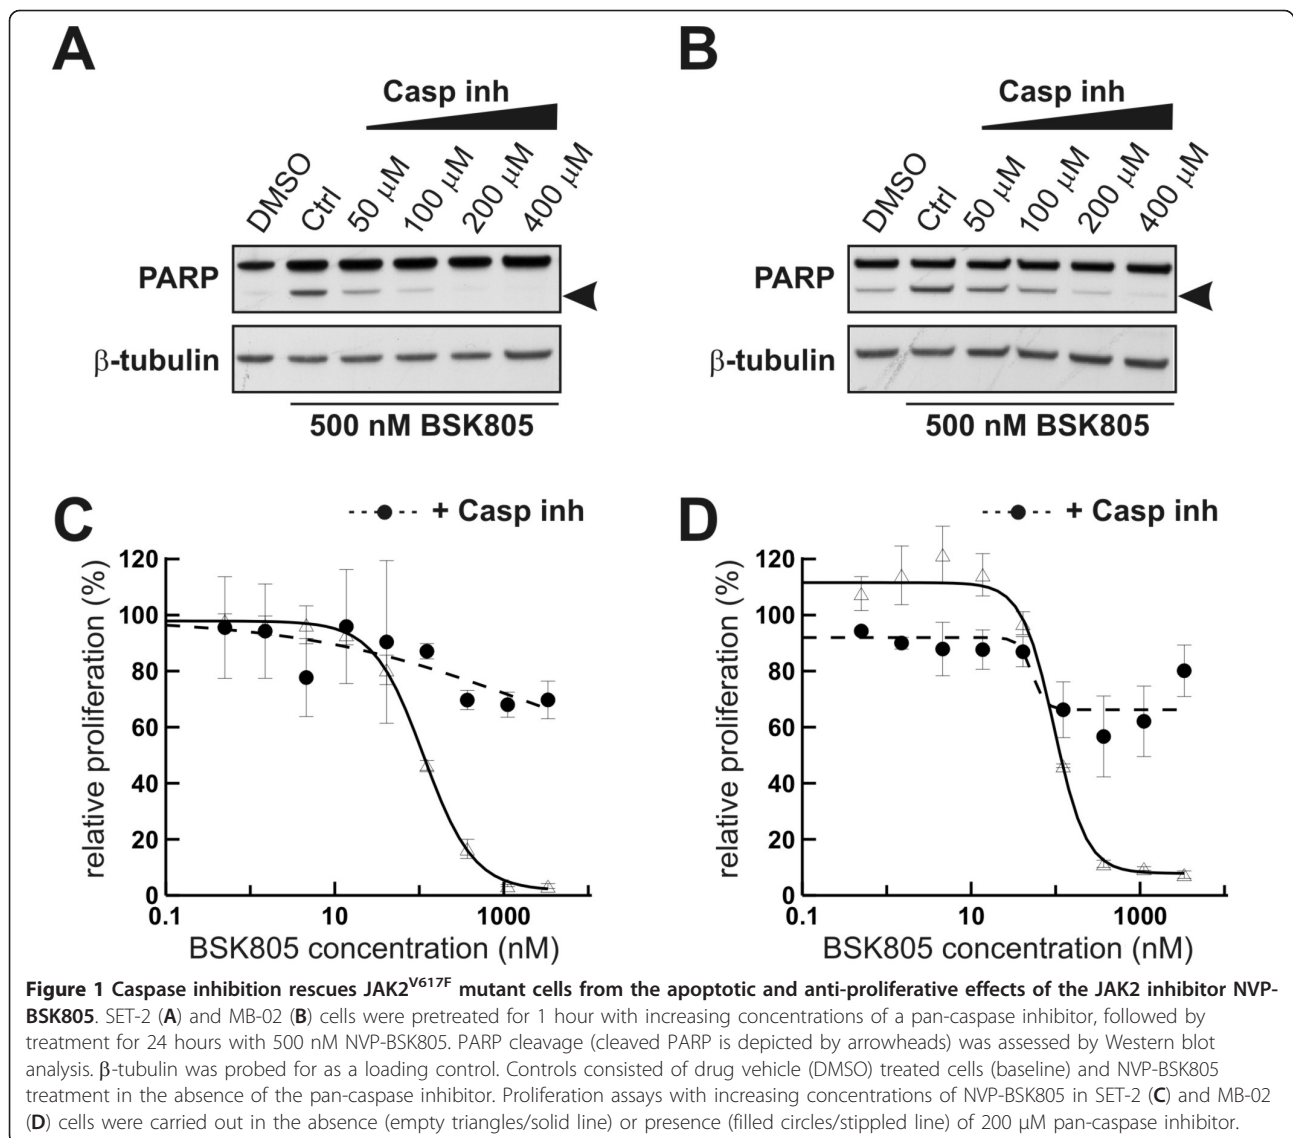 A
Casp inh
DMSO
Ctrl
50 µM
100 µM
200 µM
400 µM
PARP
β-tubulin
500 nM BSK805
B
Casp inh
DMSO
Ctrl
50 µM
100 µM
200 µM
400 µM
PARP
β-tubulin
500 nM BSK805
C
+ Casp inh
relative proliferation (%)
120
100
80
60
40
20
0
0.1
10
1000
BSK805 concentration (nM)
D
+ Casp inh
relative proliferation (%)
120
100
80
60
40
20
0
0.1
10
1000
BSK805 concentration (nM)
Figure 1 Caspase inhibition rescues JAK2V617F mutant cells from the apoptotic and anti-proliferative effects of the JAK2 inhibitor NVP-
BSK805. SET-2 (A) and MB-02 (B) cells were pretreated for 1 hour with increasing concentrations of a pan-caspase inhibitor, followed by
treatment for 24 hours with 500 nM NVP-BSK805. PARP cleavage (cleaved PARP is depicted by arrowheads) was assessed by Western blot
analysis. β-tubulin was probed for as a loading control. Controls consisted of drug vehicle (DMSO) treated cells (baseline) and NVP-BSK805
treatment in the absence of the pan-caspase inhibitor. Proliferation assays with increasing concentrations of NVP-BSK805 in SET-2 (C) and MB-02
(D) cells were carried out in the absence (empty triangles/solid line) or presence (filled circles/stippled line) of 200 µM pan-caspase inhibitor.